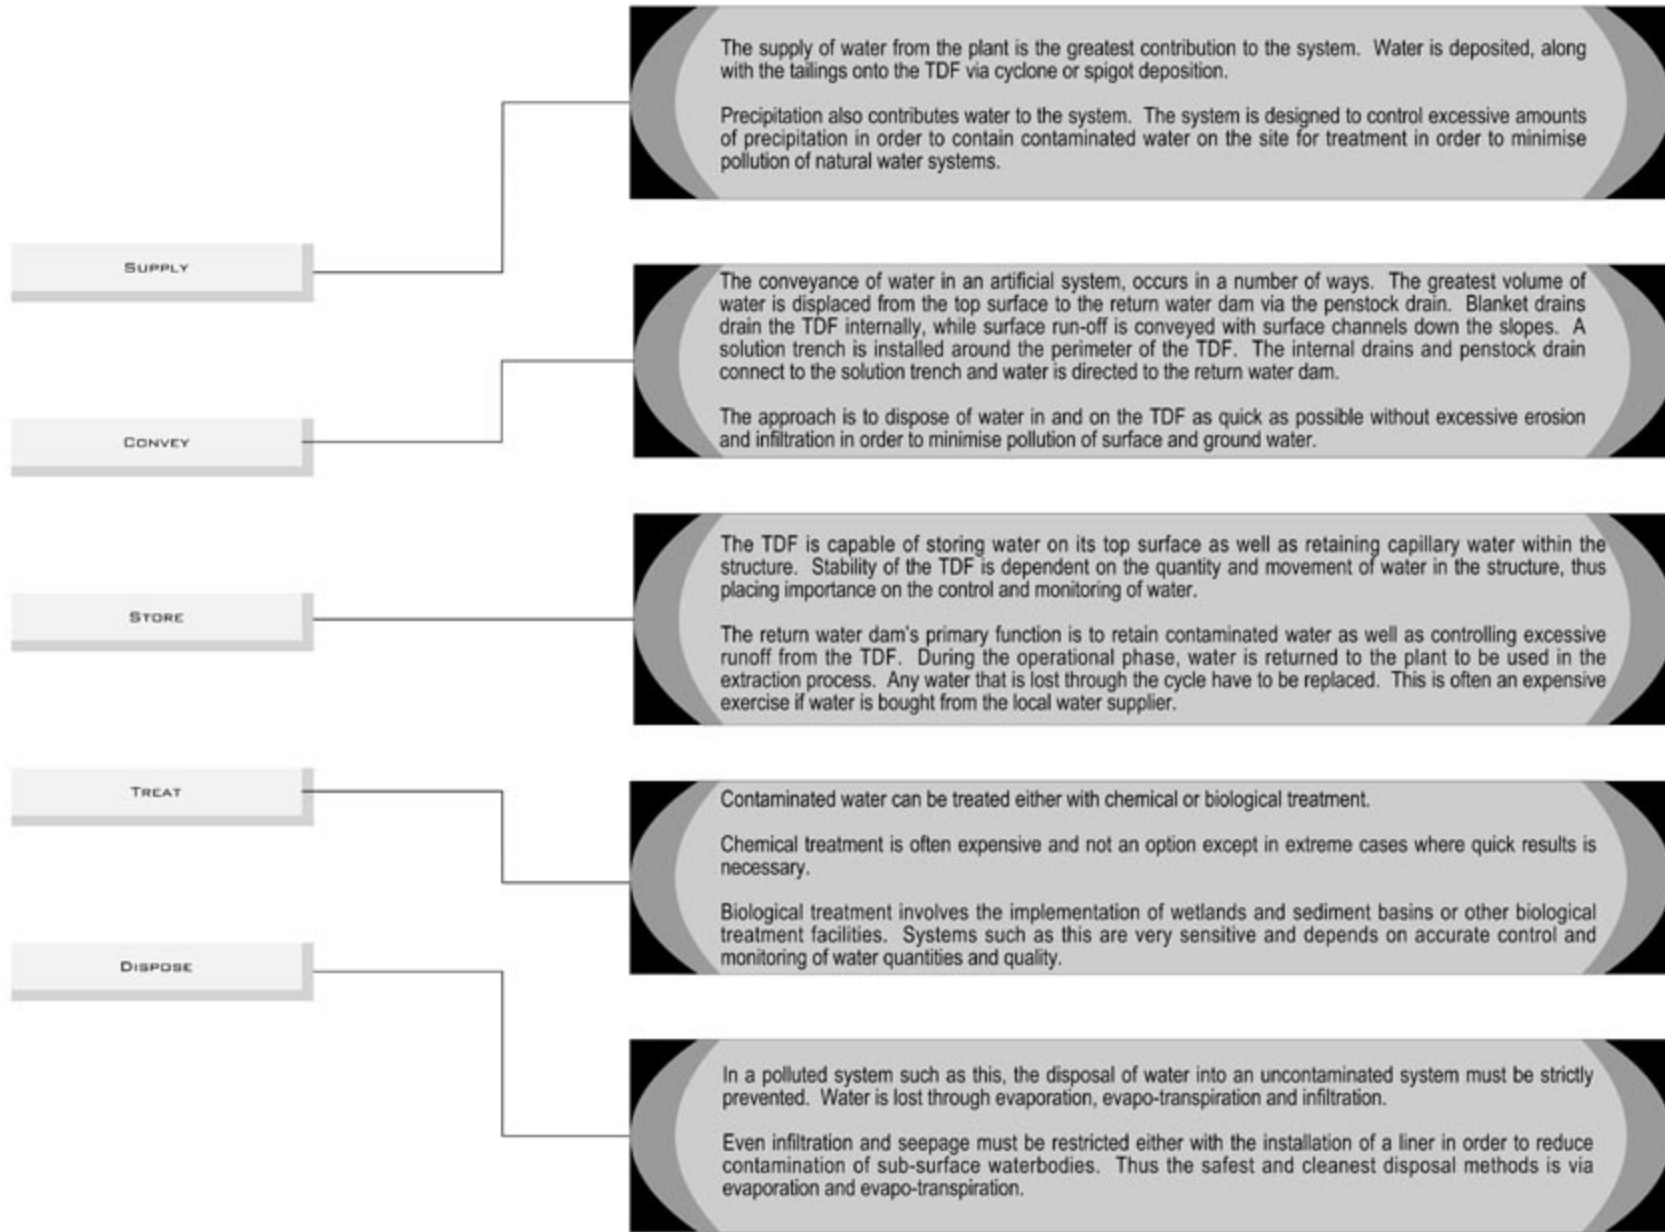 The supply of water from the plant is the greatest contribution to the system. Water is deposited, along
with the tailings onto the TDF via cyclone or spigot deposition.
Precipitation also contributes water to the system. The system is designed to control excessive amounts
of precipitation in order to contain contaminated water on the site for treatment in order to minimise
pollution of natural water systems.
SUPPLY
The conveyance of water in an artificial system, occurs in a number of ways. The greatest volume of
water is displaced from the top surface to the return water dam via the penstock drain. Blanket drains
drain the TDF internally, while surface run-off is conveyed with surface channels down the slopes. A
solution trench is installed around the perimeter of the TDF. The internal drains and penstock drain
connect to the solution trench and water is directed to the return water dam.
The approach is to dispose of water in and on the TDF as quick as possible without excessive erosion
and infiltration in order to minimise pollution of surface and ground water.
CONVEY
The TDF is capable of storing water on its top surface as well as retaining capillary water within the
structure. Stability of the TDF is dependent on the quantity and movement of water in the structure, thus
placing importance on the control and monitoring of water.
The return water dam's primary function is to retain contaminated water as well as controlling excessive
runoff from the TDF. During the operational phase, water is returned to the plant to be used in the
extraction process. Any water that is lost through the cycle have to be replaced. This is often an expensive
exercise if water is bought from the local water supplier.
STORE
TREAT
Contaminated water can be treated either with chemical or biological treatment.
Chemical treatment is often expensive and not an option except in extreme cases where quick results is
necessary.
Biological treatment involves the implementation of wetlands and sediment basins or other biological
treatment facilities. Systems such as this are very sensitive and depends on accurate control and
monitoring of water quantities and quality.
DISPOSE
In a polluted system such as this, the disposal of water into an uncontaminated system must be strictly
prevented. Water is lost through evaporation, evapo-transpiration and infiltration.
Even infiltration and seepage must be restricted either with the installation of a liner in order to reduce
contamination of sub-surface waterbodies. Thus the safest and cleanest disposal methods is via
evaporation and evapo-transpiration.